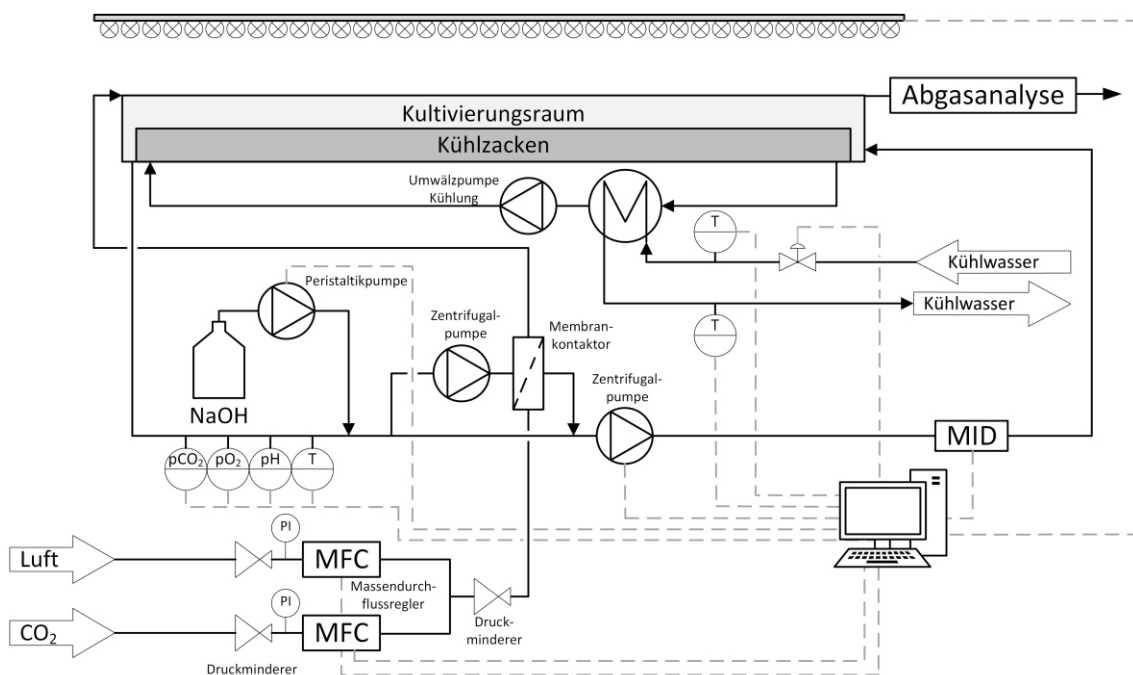 Abgasanalyse
Kultivierungsraum
Kühlzacken
Umwälzpumpe
Kühlung
T
Kühlwasser
Kühlwasser
T
Peristaltikpumpe
Zentrifugal-
pumpe
Membran-
kontaktor
Zentrifugal-
pumpe
NaOH
MID
pCO₂
pO₂
pH
T
PI
Luft
MFC
Massendurch-
flussregler
PI
CO₂
MFC
Druck-
minderer
Druckminderer